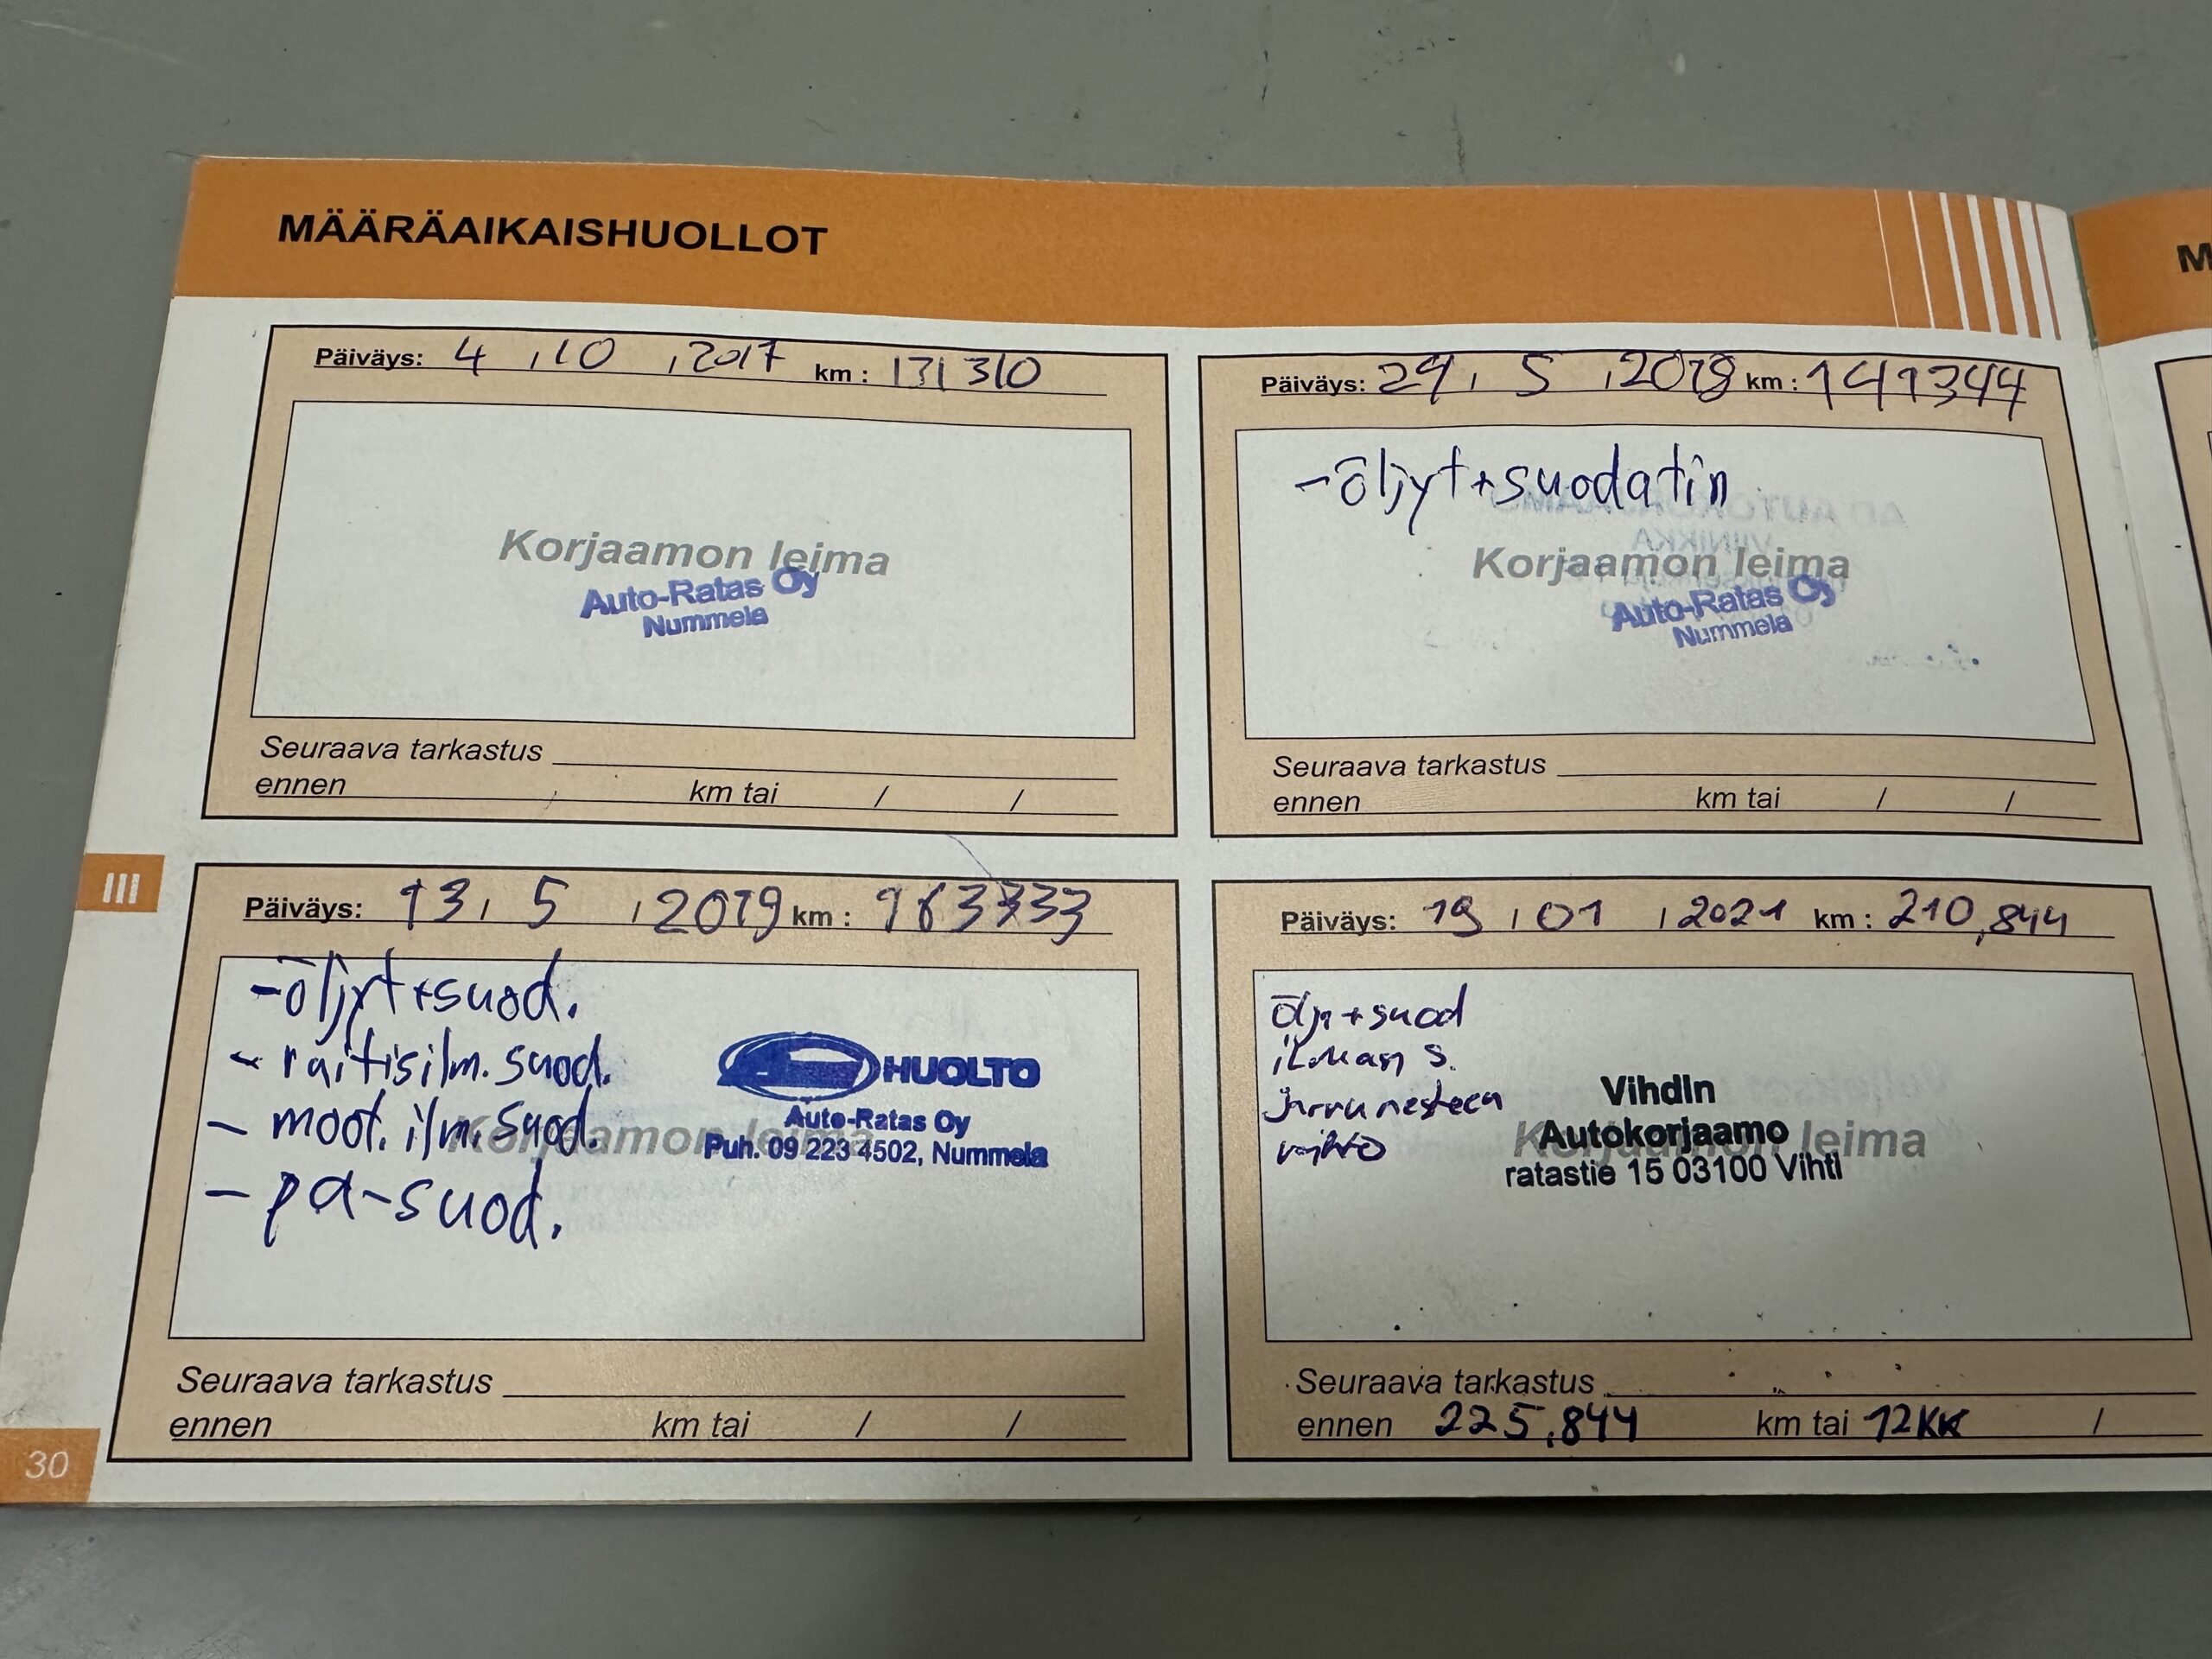 MÄÄRÄAIKAISHUOLLOT
M
Päiväys: 4 , 10 , 2017 km : 131310
Korjaamon leima
Auto-Ratas Oy
Nummela
Seuraava tarkastus
ennen km tai / /
Päiväys: 29, 5 , 2018 km : 141344
- öljyt + suodatin
Korjaamon leima
Auto-Ratas Oy
Nummela
Seuraava tarkastus
ennen km tai / /
III
Päiväys: 13, 5 , 2019 km : 163333
- öljyt + suod.
- raitisilm. suod.
- moot. ilm. suod.
- pa-suod.
Korjaamon leima
HUOLTO
Auto-Ratas Oy
Puh. 09 223 4502, Nummela
Seuraava tarkastus
ennen km tai / /
Päiväys: 19 , 01 , 2021 km : 210,844
öljy + suod
ilman s.
jarrunesteen
vaihto
Korjaamon leima
Vihdin
Autokorjaamo
ratastie 15 03100 Vihti
Seuraava tarkastus
ennen 225,844 km tai 12KK /
30